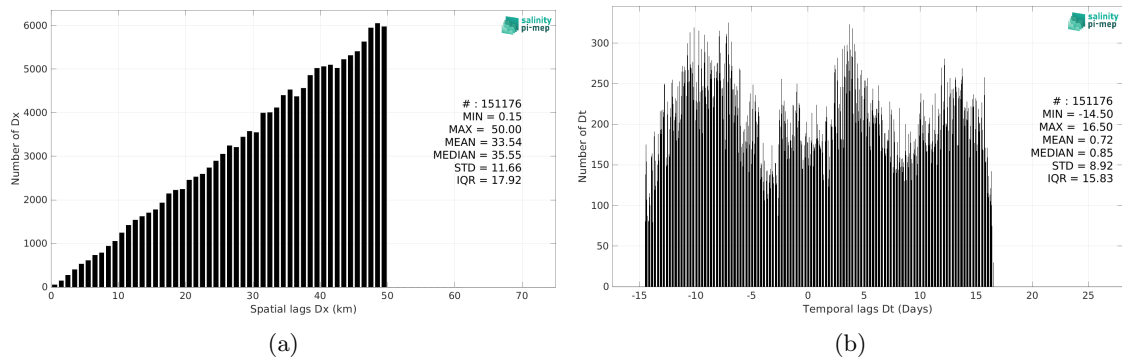 6000
5000
4000
3000
2000
1000
0
Number of Dx
0 10 20 30 40 50 60 70
Spatial lags Dx (km)
salinity
pi-mep
# : 151176
MIN = 0.15
MAX = 50.00
MEAN = 33.54
MEDIAN = 35.55
STD = 11.66
IQR = 17.92
(a)
300
250
200
150
100
50
0
Number of Dt
-15 -10 -5 0 5 10 15 20 25
Temporal lags Dt (Days)
salinity
pi-mep
# : 151176
MIN = -14.50
MAX = 16.50
MEAN = 0.72
MEDIAN = 0.85
STD = 8.92
IQR = 15.83
(b)